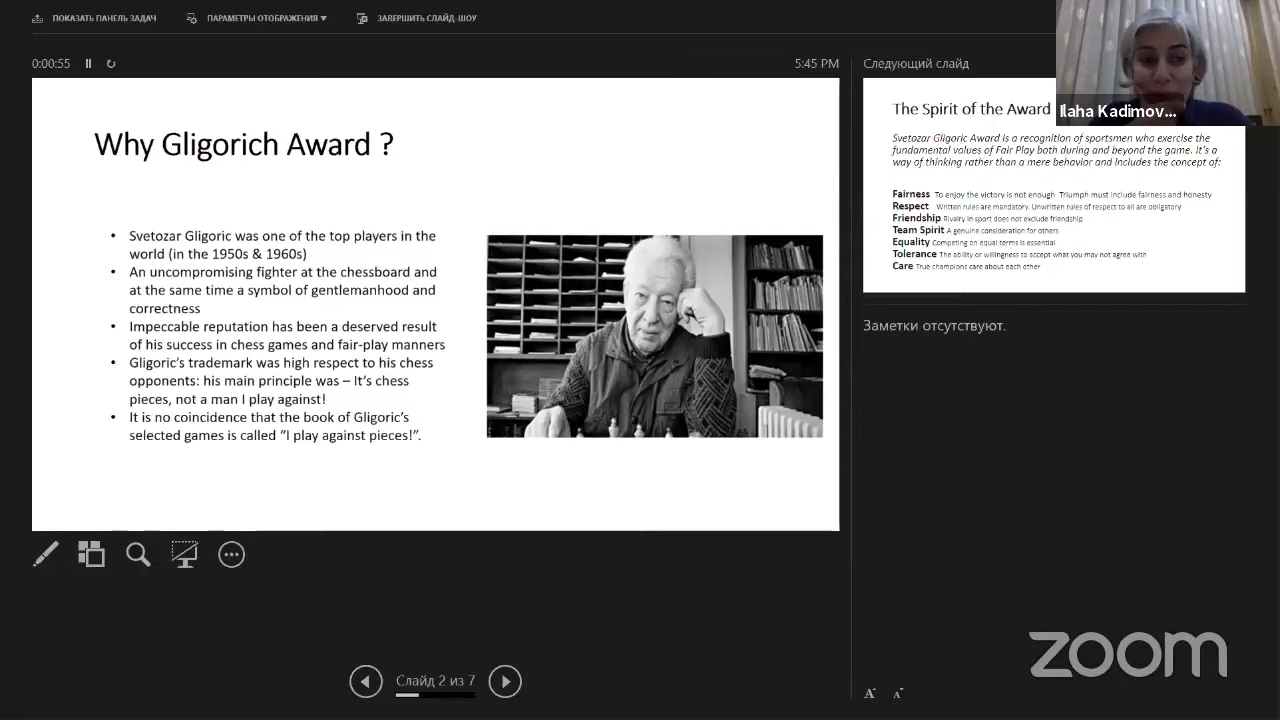 ПОКАЗАТЬ ПАНЕЛЬ ЗАДАЧ
ПАРАМЕТРЫ ОТОБРАЖЕНИЯ ▾
ЗАВЕРШИТЬ СЛАЙД-ШОУ
0:00:55
5:45 PM
Why Gligorich Award ?
• Svetozar Gligoric was one of the top players in the
world (in the 1950s & 1960s)
• An uncompromising fighter at the chessboard and
at the same time a symbol of gentlemanhood and
correctness
• Impeccable reputation has been a deserved result
of his success in chess games and fair-play manners
• Gligoric’s trademark was high respect to his chess
opponents: his main principle was – It’s chess
pieces, not a man I play against!
• It is no coincidence that the book of Gligoric’s
selected games is called “I play against pieces!”.
Слайд 2 из 7
Следующий слайд
Ilaha Kadimov...
The Spirit of the Award
Svetozar Gligoric Award is a recognition of sportsmen who exercise the
fundamental values of Fair Play both during and beyond the game. It’s a
way of thinking rather than a mere behavior and includes the concept of:
Fairness To enjoy the victory is not enough Triumph must include fairness and honesty
Respect Written rules are mandatory. Unwritten rules of respect to all are obligatory
Friendship Rivalry in sport does not exclude friendship
Team Spirit A genuine consideration for others
Equality Competing on equal terms is essential
Tolerance The ability or willingness to accept what you may not agree with
Care True champions care about each other
Заметки отсутствуют.
zoom
A A